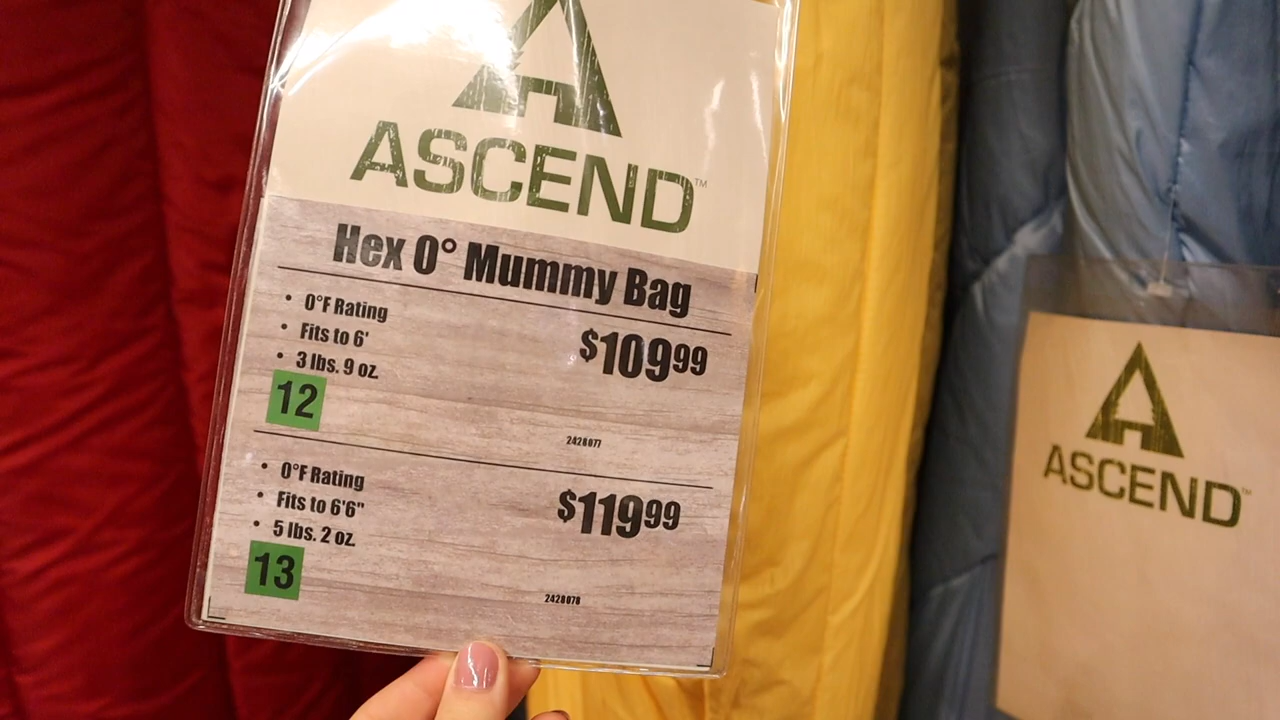 ASCEND™
Hex 0° Mummy Bag
• 0°F Rating
• Fits to 6'
• 3 lbs. 9 oz.
$109.99
12
2428077
• 0°F Rating
• Fits to 6'6"
• 5 lbs. 2 oz.
$119.99
13
2428078
ASCEND™